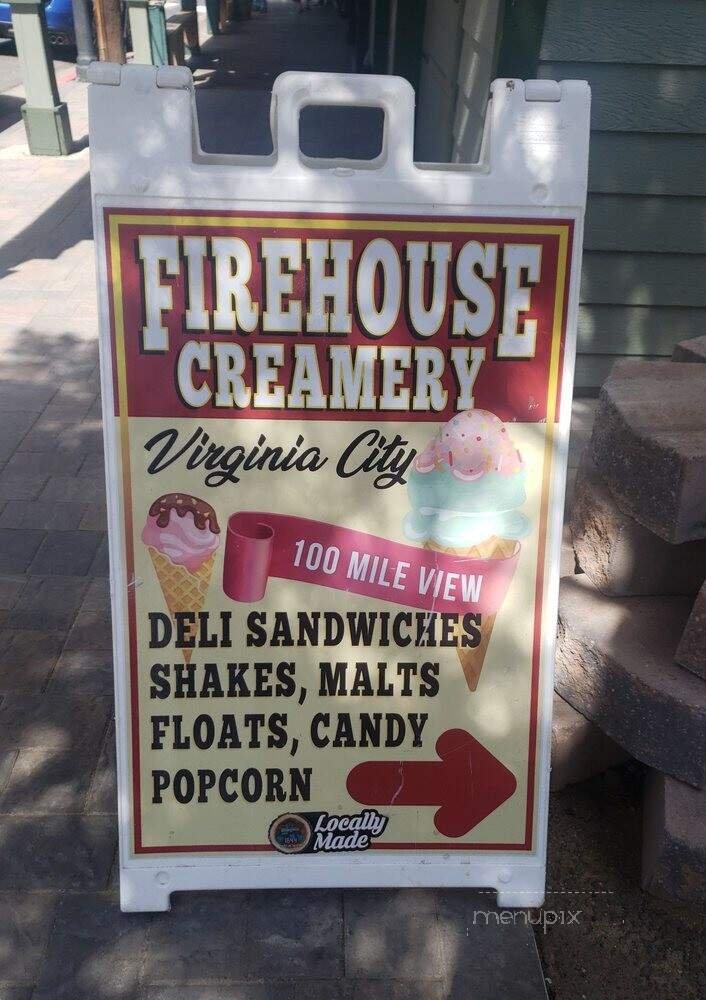 FIREHOUSE
CREAMERY
Virginia City
100 MILE VIEW
DELI SANDWICHES
SHAKES, MALTS
FLOATS, CANDY
POPCORN
Locally
Made
menupix